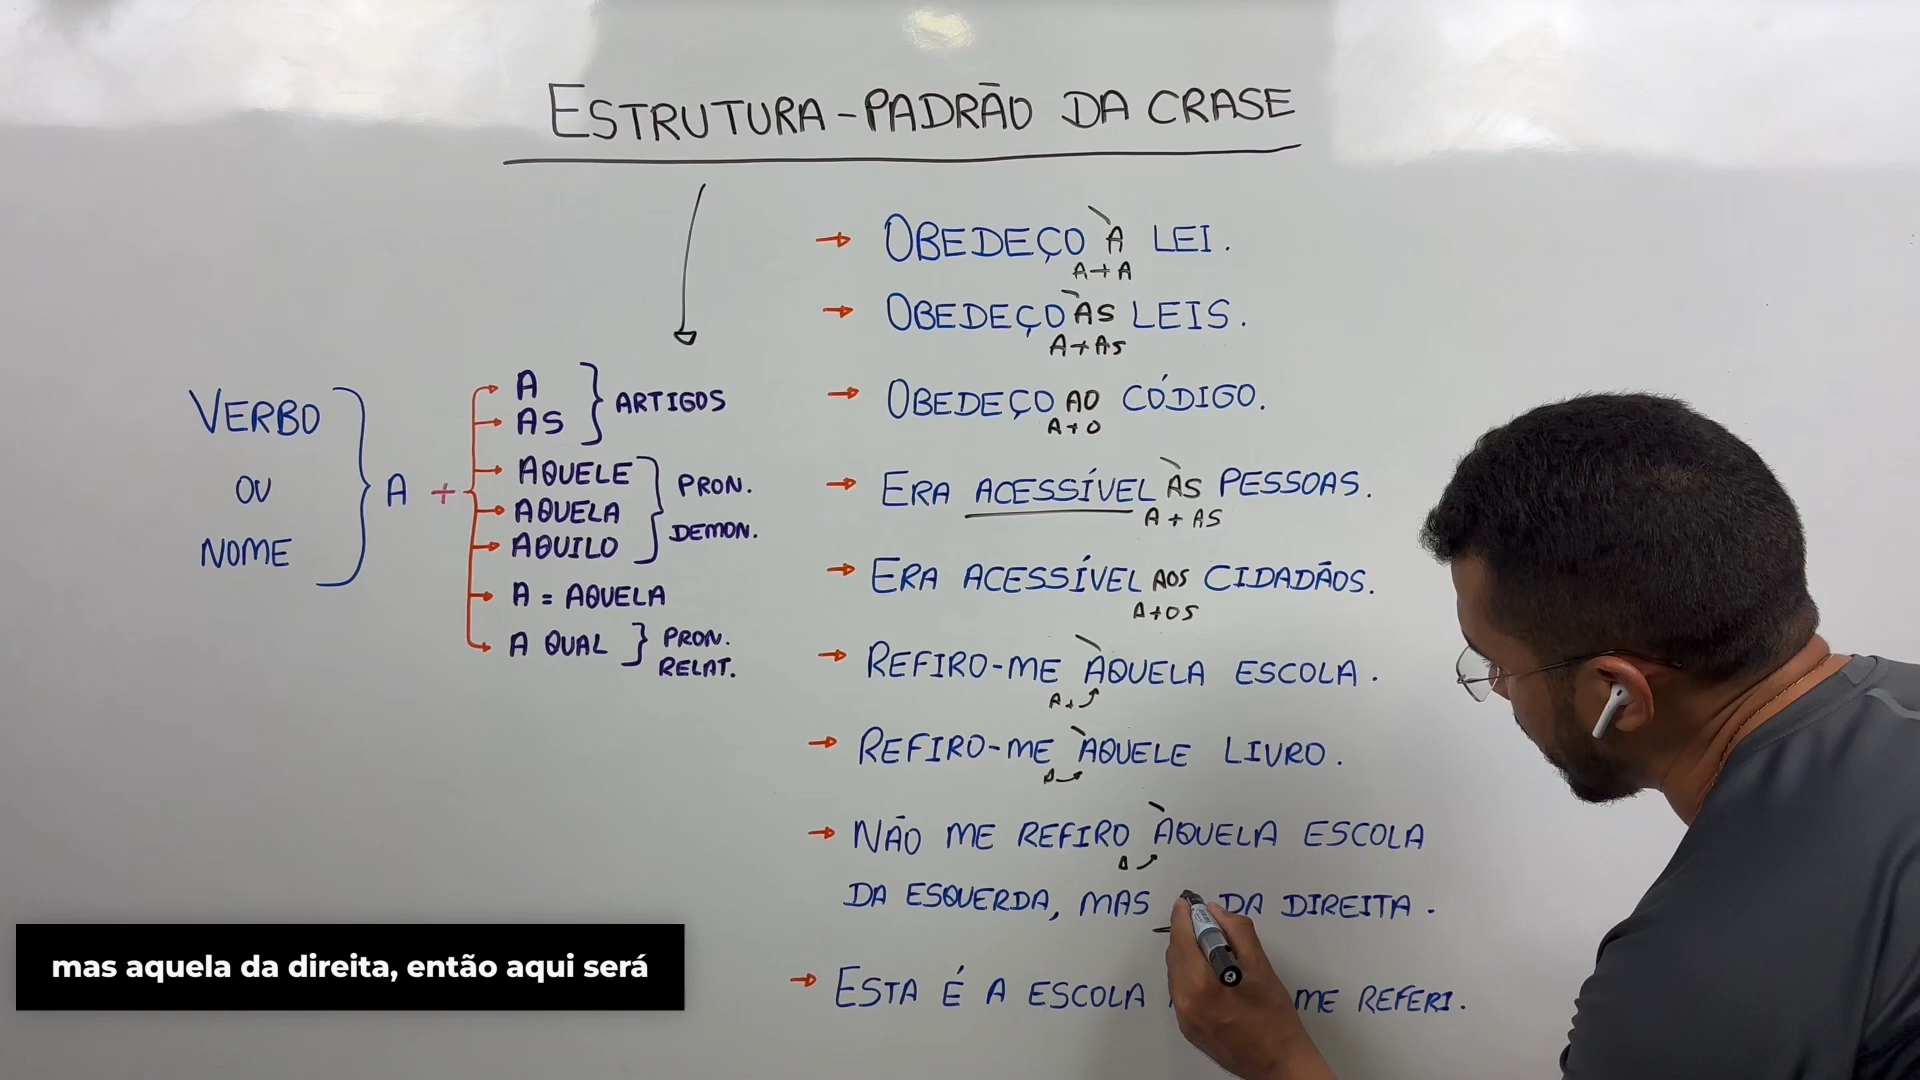 ESTRUTURA-PADRÃO DA CRASE
VERBO
OU
NOME
A +
A
AS
ARTIGOS
AQUELE
AQUELA
AQUILO
PRON.
DEMON.
A = AQUELA
A QUAL
PRON.
RELAT.
→ OBEDEÇO À LEI.
A+A
→ OBEDEÇO ÀS LEIS.
A+AS
→ OBEDEÇO AO CÓDIGO.
A+O
→ ERA ACESSÍVEL ÀS PESSOAS.
A+AS
→ ERA ACESSÍVEL AOS CIDADÃOS.
A+OS
→ REFIRO-ME ÀQUELA ESCOLA.
A+
→ REFIRO-ME ÀQUELE LIVRO.
A
→ NÃO ME REFIRO ÀQUELA ESCOLA
A
DA ESQUERDA, MAS DA DIREITA.
→ ESTA É A ESCOLA ME REFERI.
mas aquela da direita, então aqui será